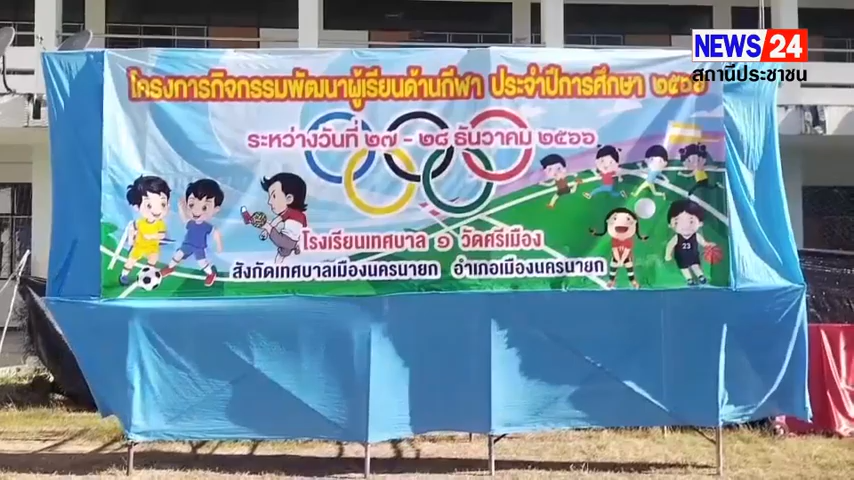 NEWS 24
สถานีประชาชน
โครงการกิจกรรมพัฒนาผู้เรียนด้านกีฬา ประจำปีการศึกษา ๒๕๖๖
ระหว่างวันที่ ๒๗ - ๒๘ ธันวาคม ๒๕๖๖
โรงเรียนเทศบาล ๑ วัดศรีเมือง
สังกัดเทศบาลเมืองนครนายก อำเภอเมืองนครนายก
23